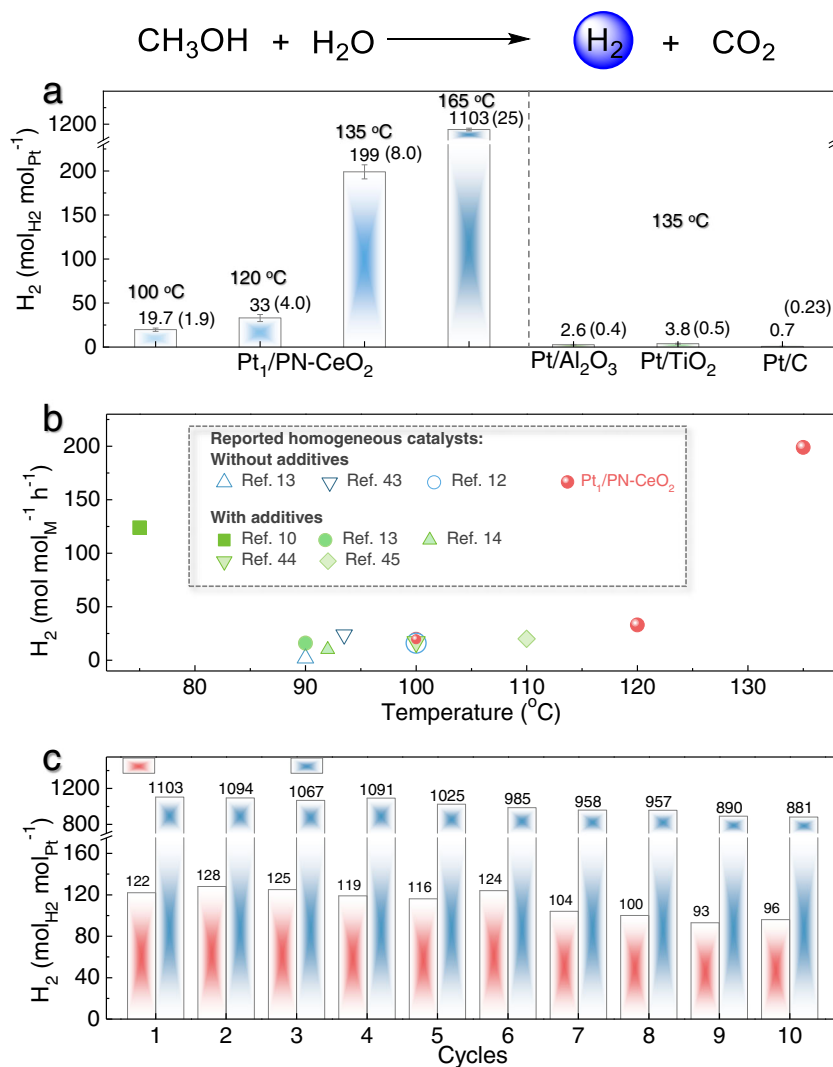 CH3OH + H2O H2 + CO2
a
H2 (molH2 molPt-1)
1200
200
150
100
50
0
100 oC
19.7 (1.9)
120 oC
33 (4.0)
135 oC
199 (8.0)
165 oC
1103 (25)
135 oC
2.6 (0.4)
3.8 (0.5)
(0.23)
0.7
Pt1/PN-CeO2
Pt/Al2O3
Pt/TiO2
Pt/C
b
H2 (mol molM-1 h-1)
200
150
100
50
0
Reported homogeneous catalysts:
Without additives
Ref. 13 Ref. 43 Ref. 12 Pt1/PN-CeO2
With additives
Ref. 10 Ref. 13 Ref. 14
Ref. 44 Ref. 45
80 90 100 110 120 130
Temperature (oC)
c
H2 (molH2 molPt-1)
1200
800
160
120
80
40
0
1103 1094 1067 1091 1025 985 958 957 890 881
122 128 125 119 116 124 104 100 93 96
1 2 3 4 5 6 7 8 9 10
Cycles